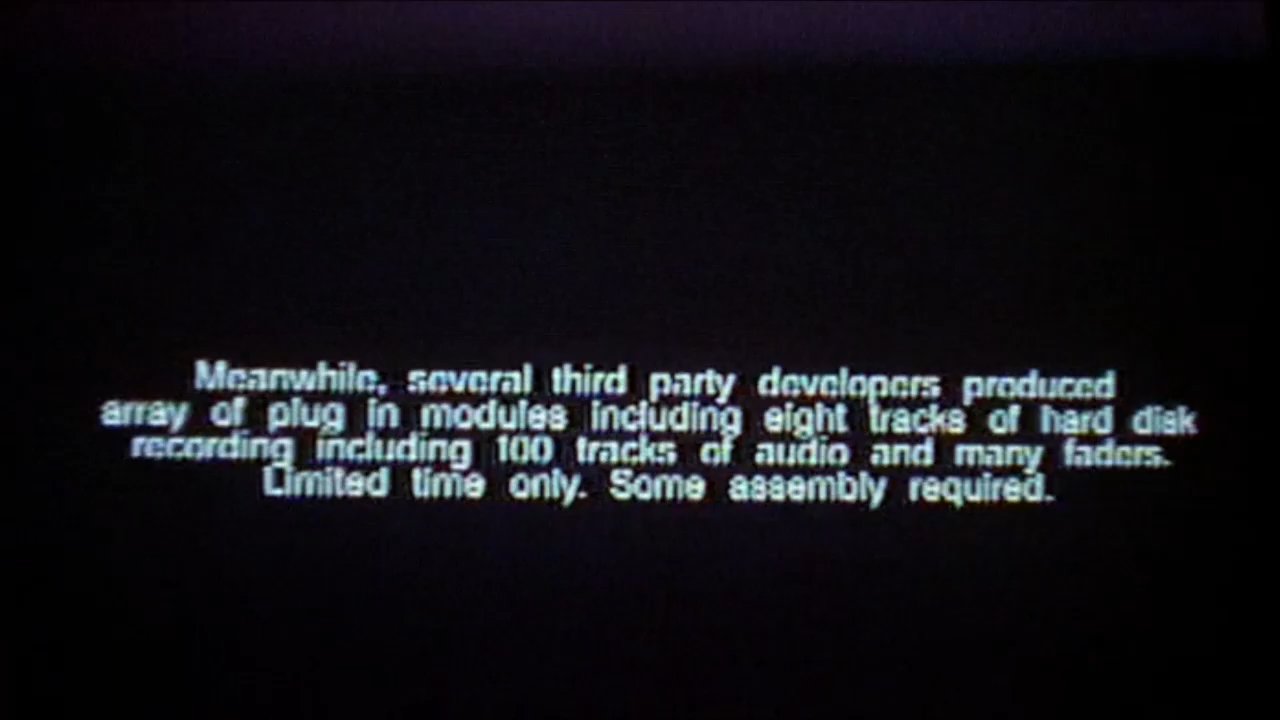 Meanwhile, several third party developers produced
array of plug in modules including eight tracks of hard disk
recording including 100 tracks of audio and many faders.
Limited time only. Some assembly required.